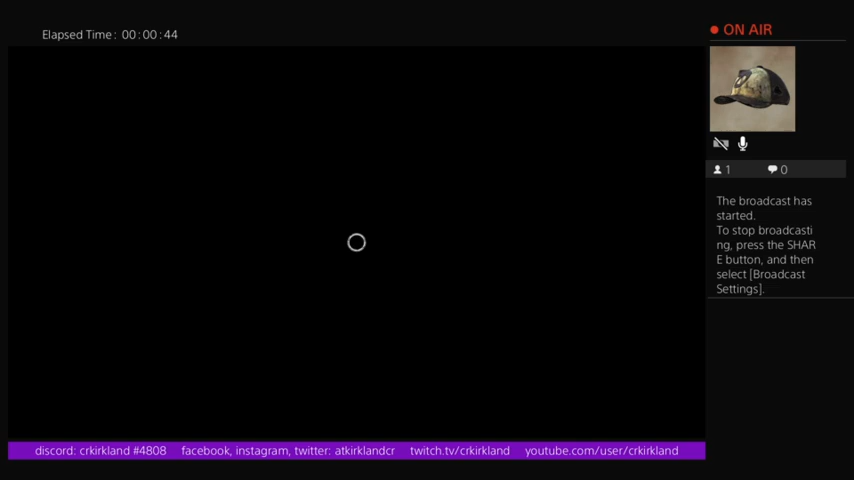 Elapsed Time: 00:00:44
ON AIR
1 0
The broadcast has
started.
To stop broadcasti
ng, press the SHAR
E button, and then
select [Broadcast
Settings].
discord: crkirkland #4808 facebook, instagram, twitter: atkirklandcr twitch.tv/crkirkland youtube.com/user/crkirkland